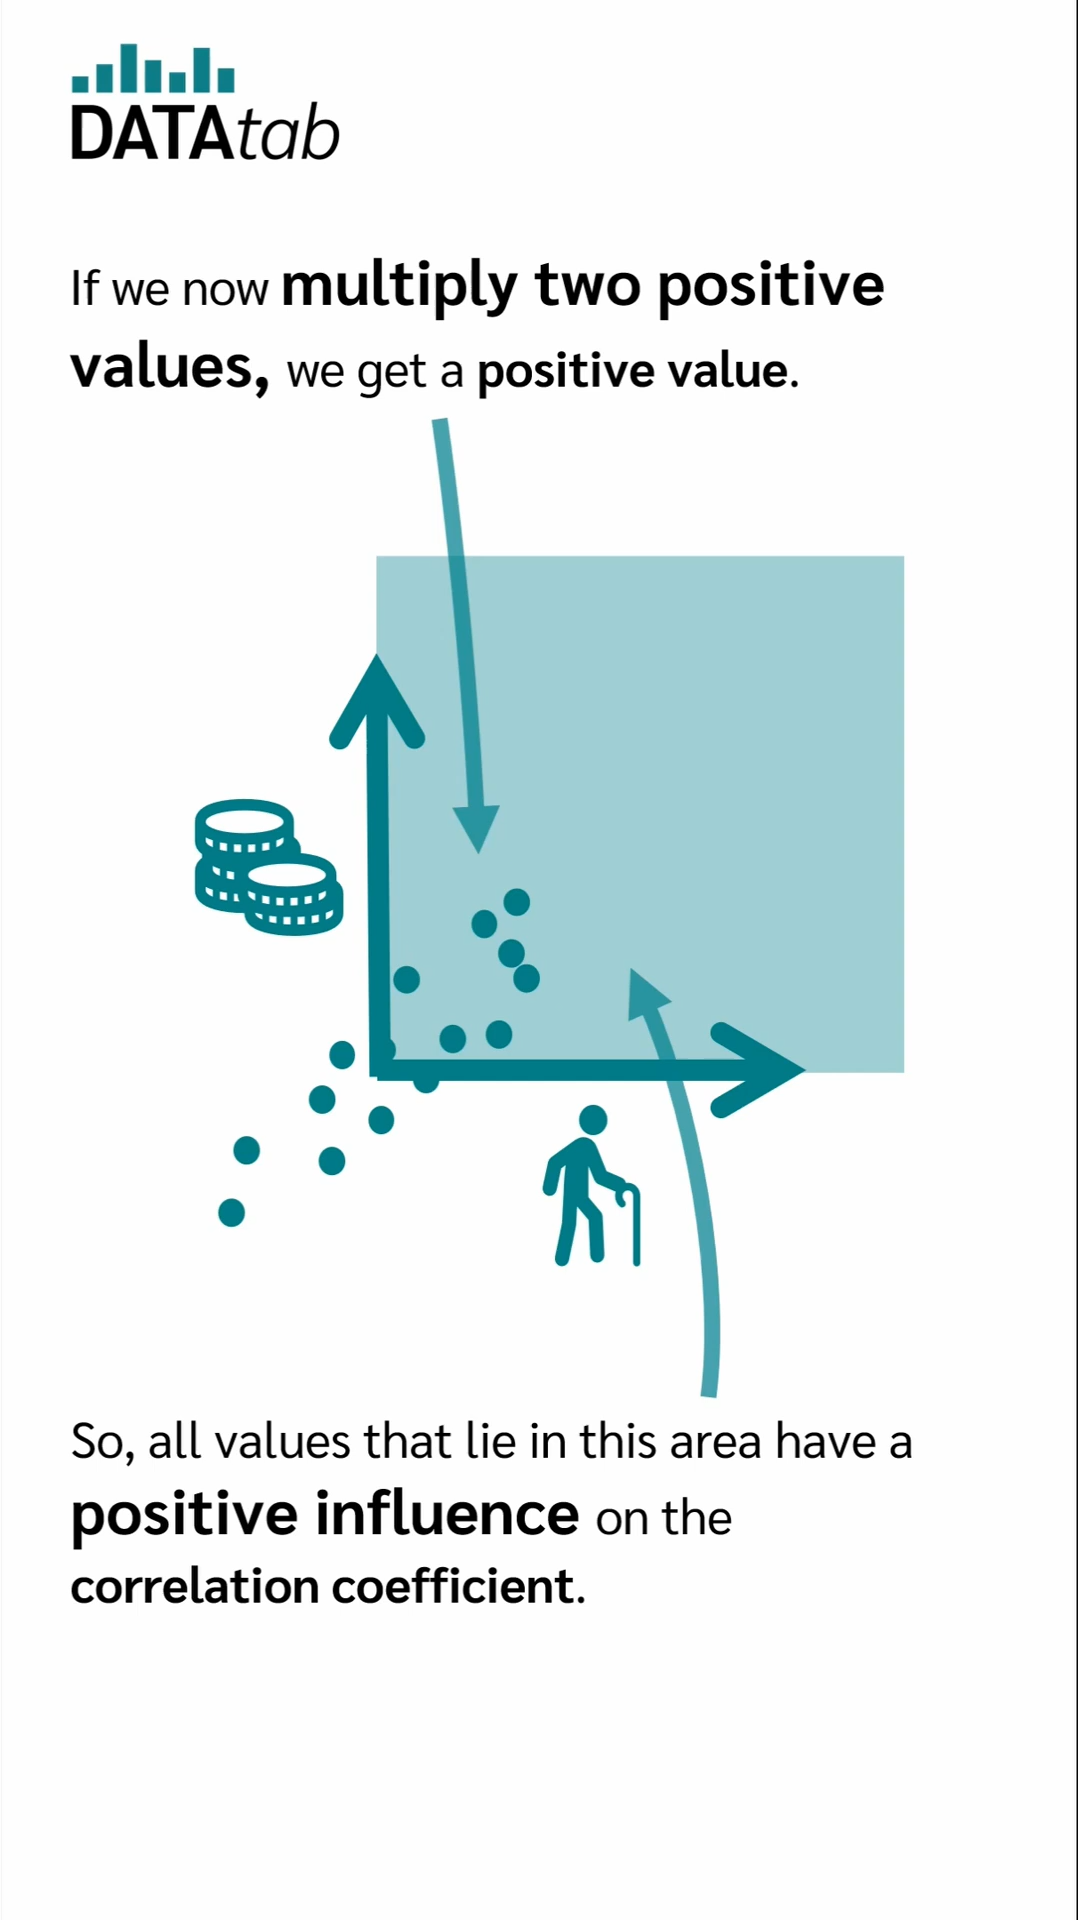 DATAtab
If we now multiply two positive
values, we get a positive value.
So, all values that lie in this area have a
positive influence on the
correlation coefficient.